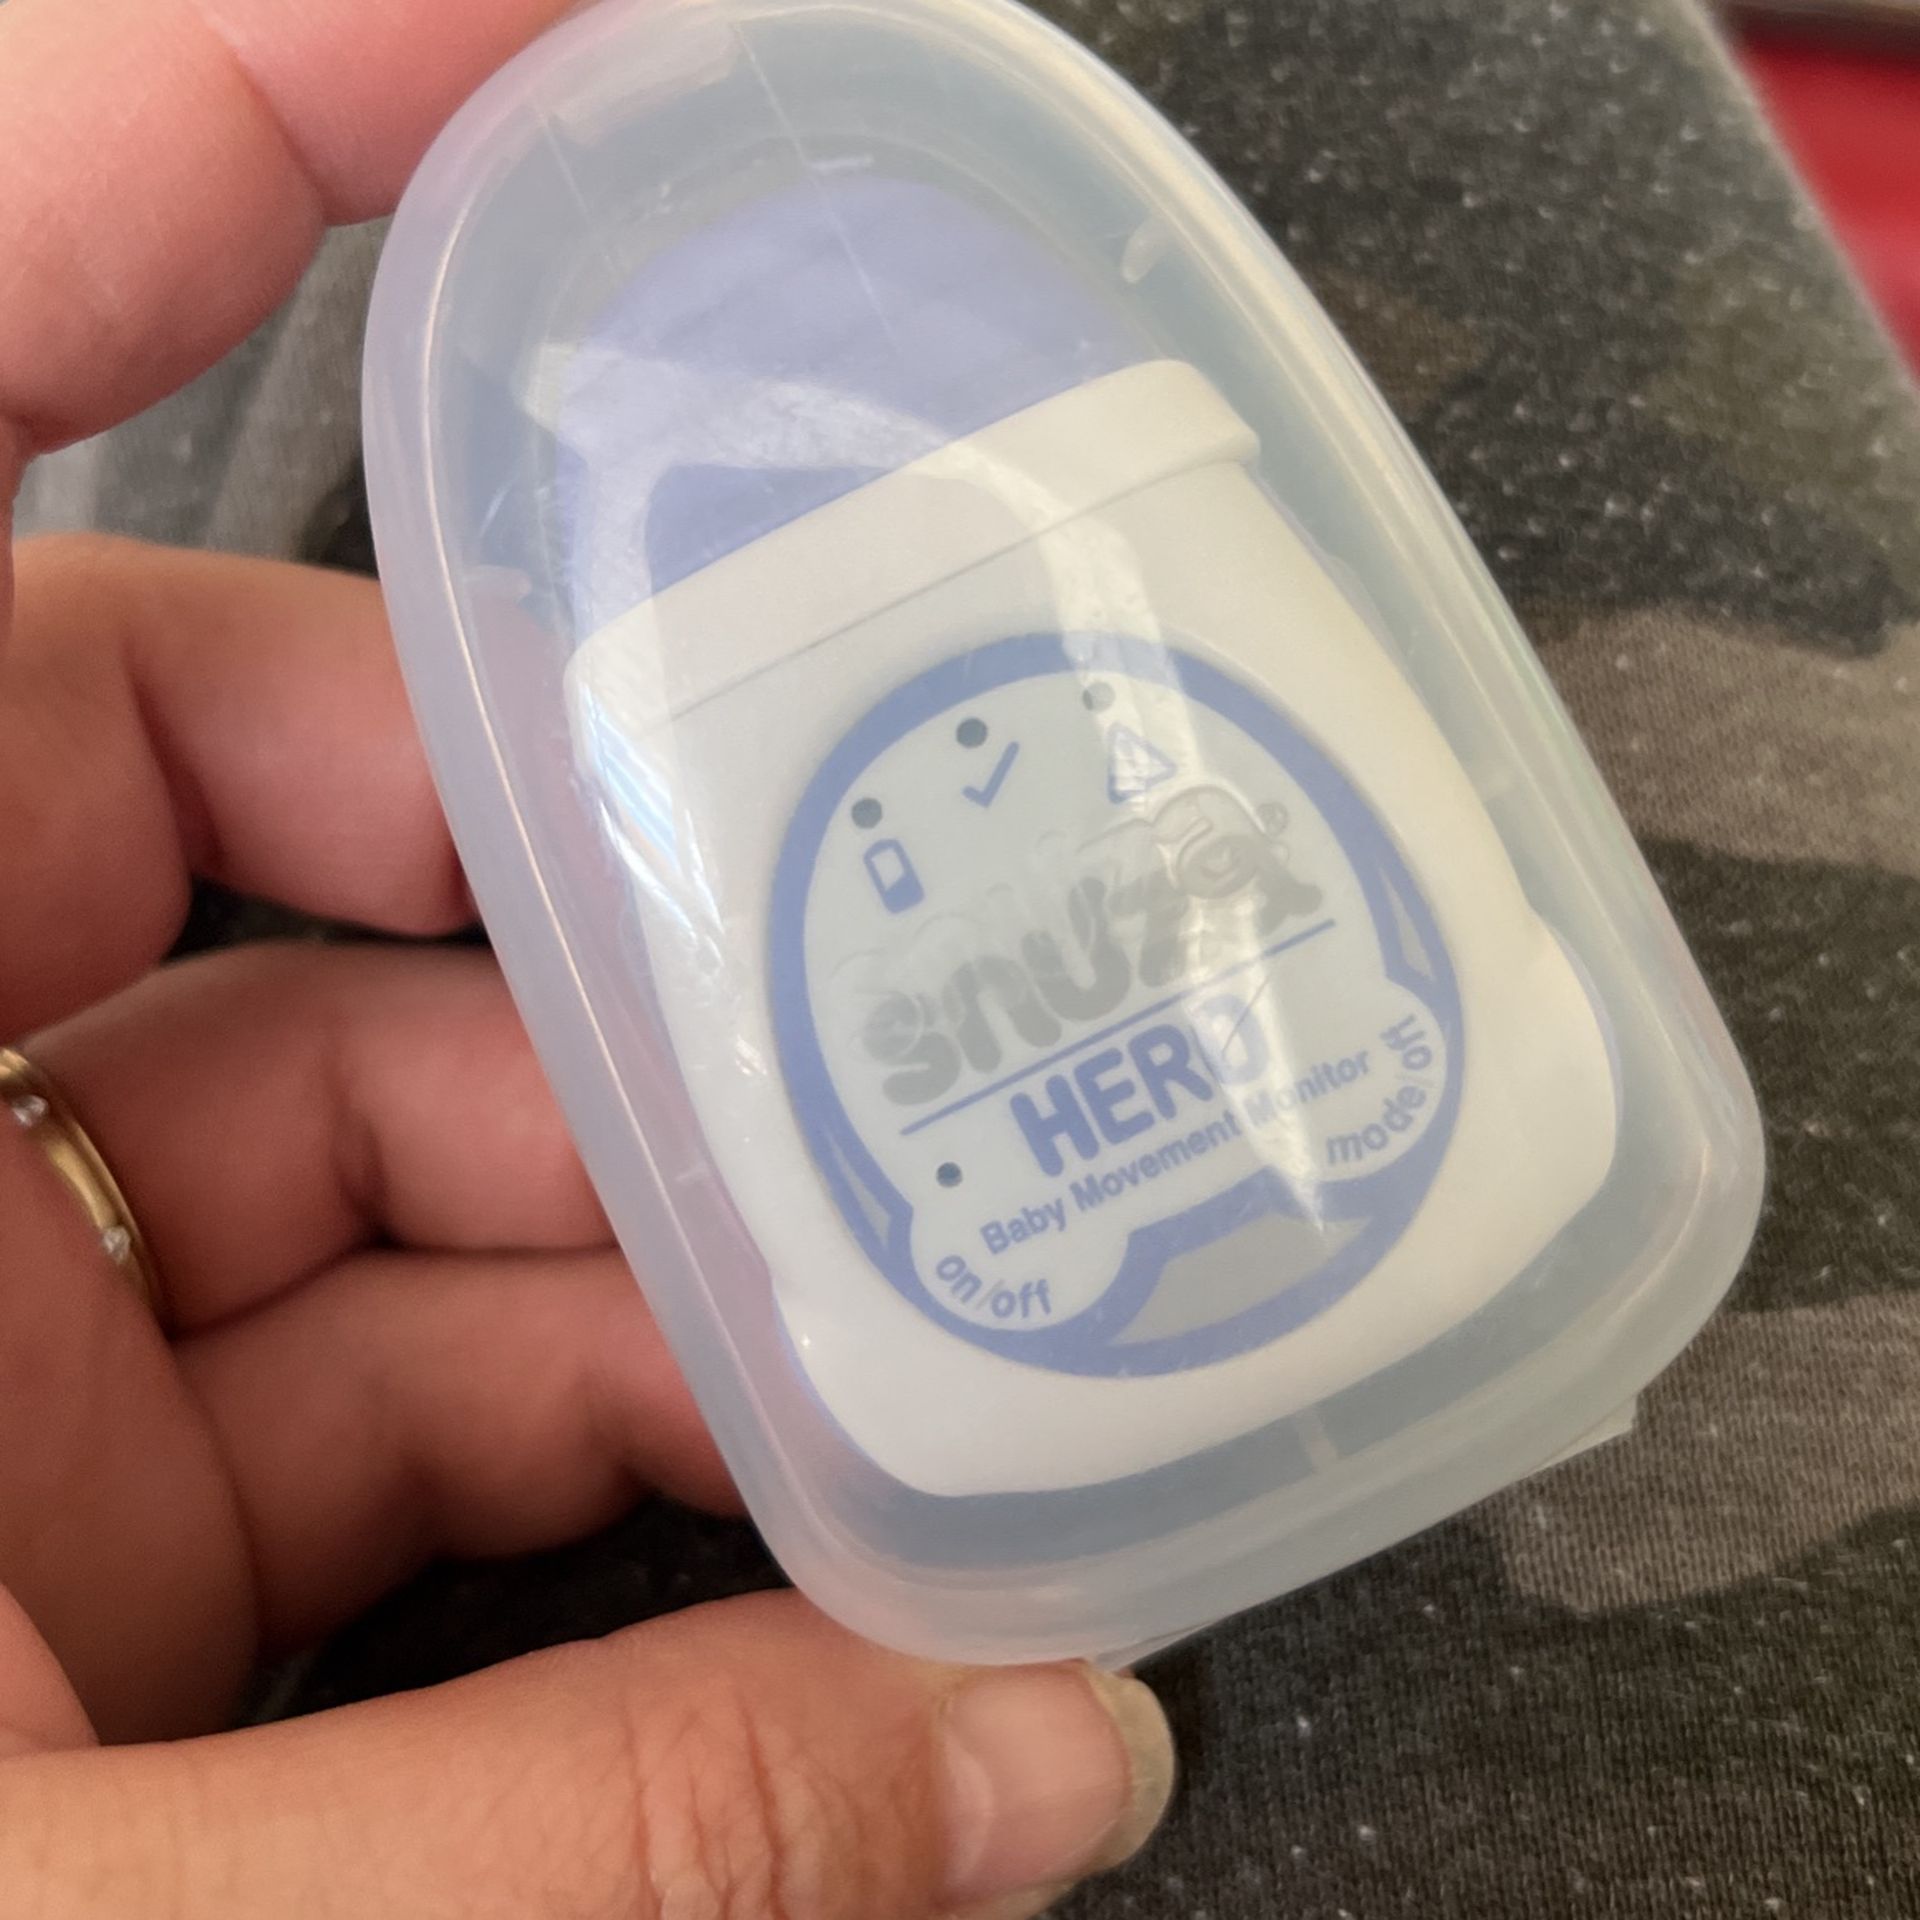 snuza
HERO
Baby Movement Monitor
on/off
mode/off